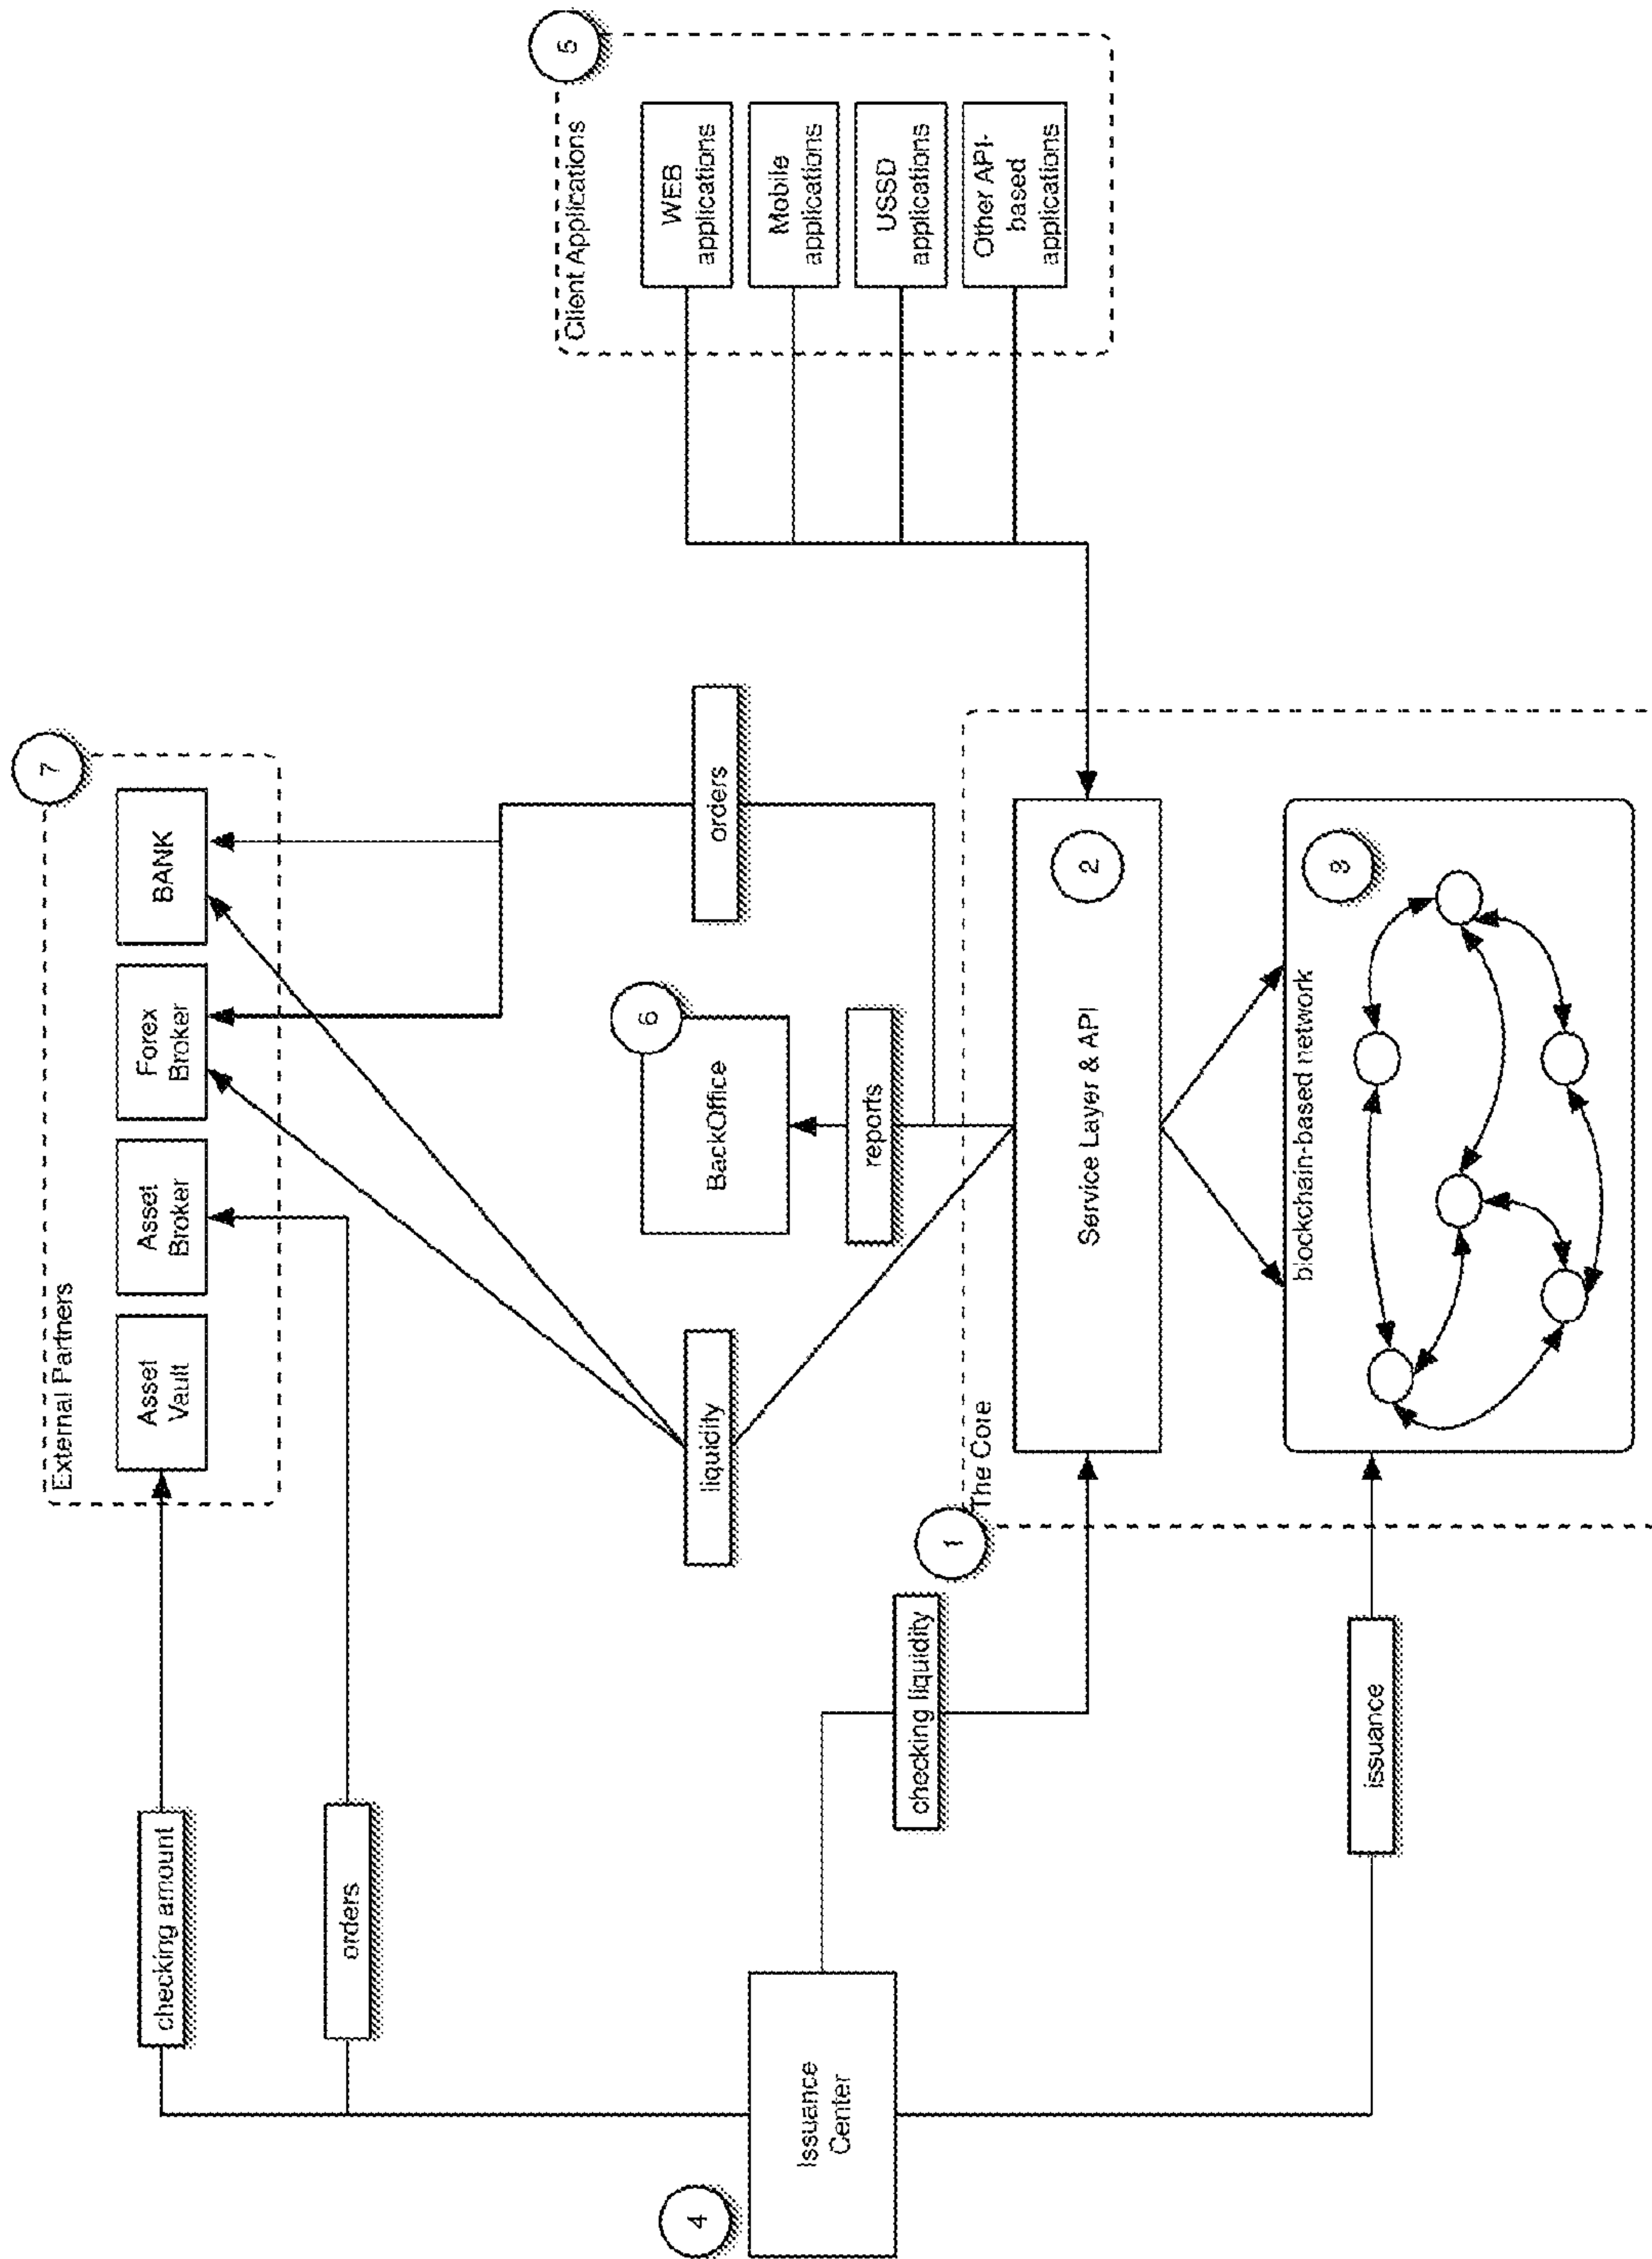 4
Issuance
Center
checking amount
orders
checking liquidity
issuance
External Partners
7
Asset
Vault
Asset
Broker
Forex
Broker
BANK
liquidity
BackOffice
6
reports
orders
1
The Core
Service Layer & API
2
blockchain-based network
3
Client Applications
5
WEB
applications
Mobile
applications
USSD
applications
Other API-
based
applications